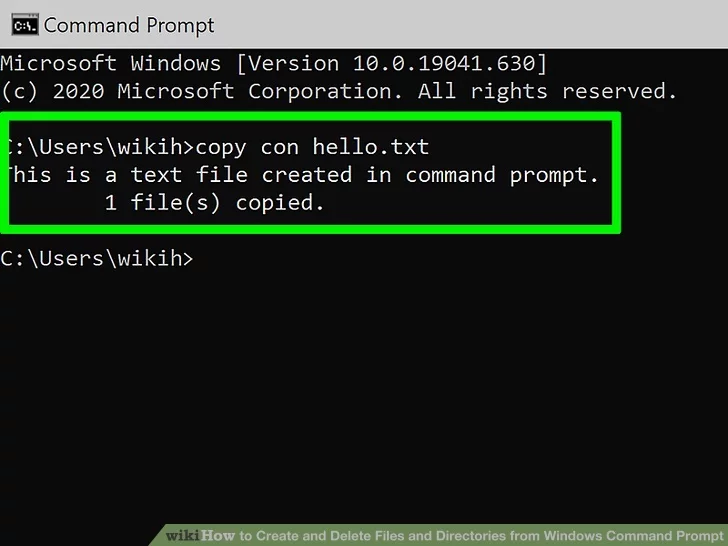 C:\. Command Prompt
Microsoft Windows [Version 10.0.19041.630]
(c) 2020 Microsoft Corporation. All rights reserved.
C:\Users\wikih>copy con hello.txt
This is a text file created in command prompt.
1 file(s) copied.
C:\Users\wikih>
wikiHow to Create and Delete Files and Directories from Windows Command Prompt